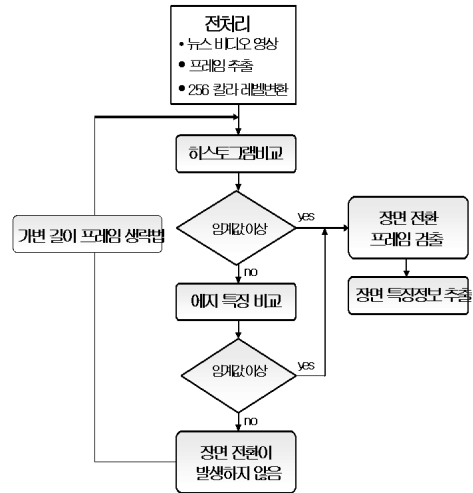 전처리
• 뉴스 비디오 영상
• 프레임 추출
• 256 칼라 레벨변환
히스토그램비교
임계값이상
yes
장면 전환
프레임 검출
가변 길이 프레임 생략법
no
에지 특징 비교
장면 특징정보 추출
임계값이상
yes
no
장면 전환이
발생하지 않음